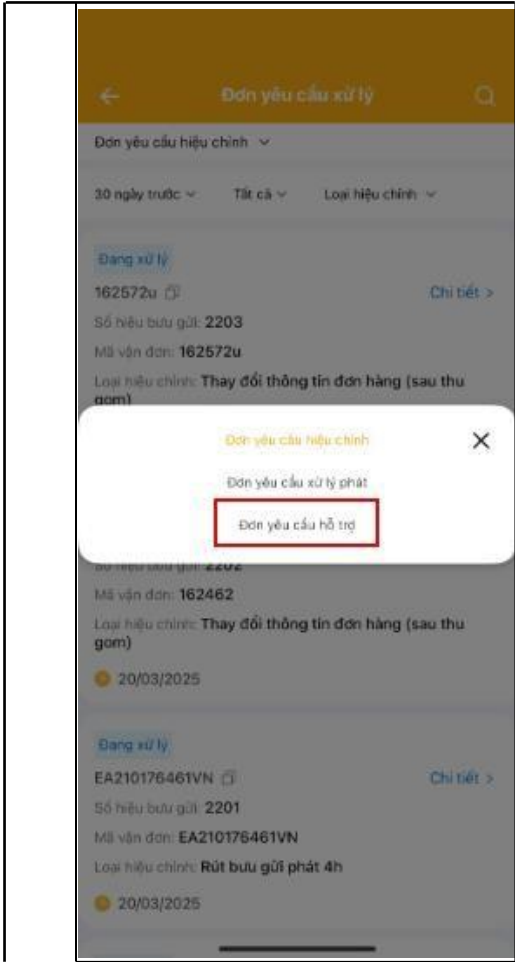 Đơn yêu cầu xử lý
Đơn yêu cầu hiệu chỉnh
30 ngày trước Tất cả Loại hiệu chỉnh
Đang xử lý
162572u Chi tiết >
Số hiệu bưu gửi: 2203
Mã vận đơn: 162572u
Loại hiệu chỉnh: Thay đổi thông tin đơn hàng (sau thu
gom)
Đơn yêu cầu hiệu chỉnh
Đơn yêu cầu xử lý phát
Đơn yêu cầu hỗ trợ
Số hiệu bưu gửi: 2202
Mã vận đơn: 162462
Loại hiệu chỉnh: Thay đổi thông tin đơn hàng (sau thu
gom)
20/03/2025
Đang xử lý
EA210176461VN Chi tiết >
Số hiệu bưu gửi: 2201
Mã vận đơn: EA210176461VN
Loại hiệu chỉnh: Rút bưu gửi phát 4h
20/03/2025